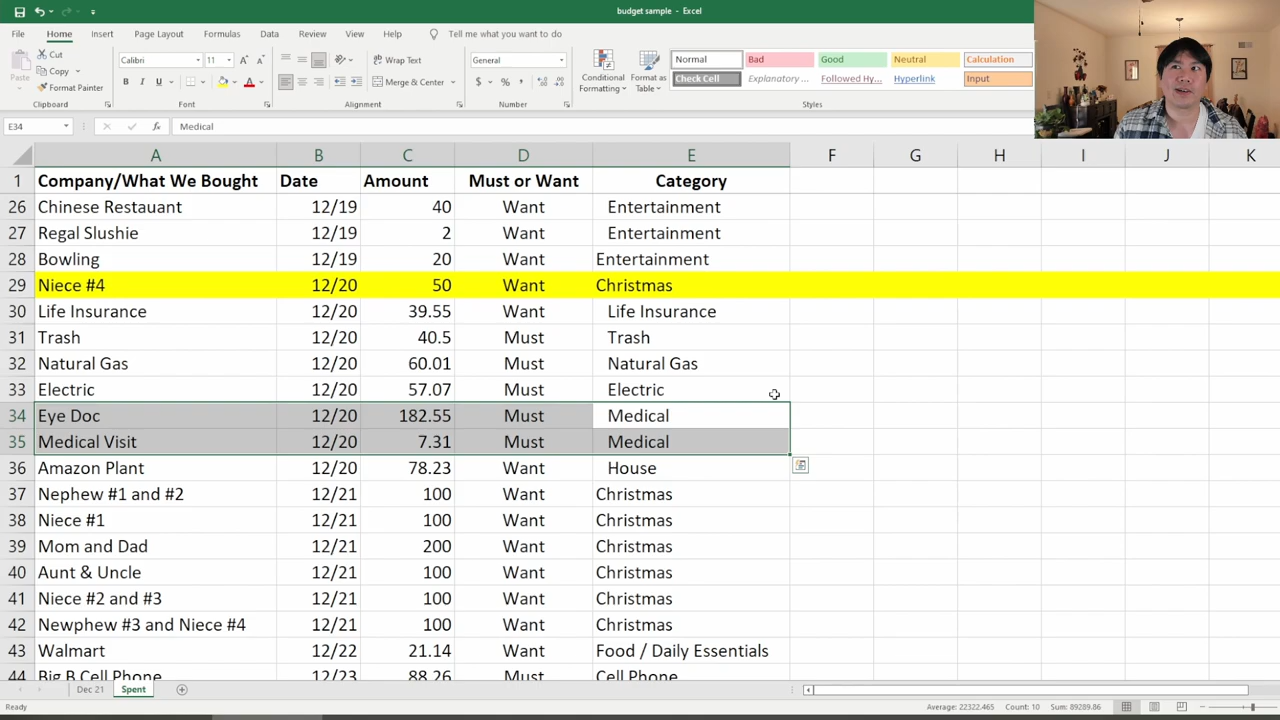 budget sample - Excel
File Home Insert Page Layout Formulas Data Review View Help Tell me what you want to do
Paste Cut Copy Format Painter Clipboard
Calibri 11 A A B I U A Font
Wrap Text Merge & Center Alignment
General $ % , Number
Conditional Formatting Format as Table
Normal Bad Good Neutral Calculation
Check Cell Explanatory ... Followed Hy... Hyperlink Input
Styles
E34 fx Medical
A B C D E F G H I J K
1 Company/What We Bought Date Amount Must or Want Category
26 Chinese Restauant 12/19 40 Want Entertainment
27 Regal Slushie 12/19 2 Want Entertainment
28 Bowling 12/19 20 Want Entertainment
29 Niece #4 12/20 50 Want Christmas
30 Life Insurance 12/20 39.55 Want Life Insurance
31 Trash 12/20 40.5 Must Trash
32 Natural Gas 12/20 60.01 Must Natural Gas
33 Electric 12/20 57.07 Must Electric
34 Eye Doc 12/20 182.55 Must Medical
35 Medical Visit 12/20 7.31 Must Medical
36 Amazon Plant 12/20 78.23 Want House
37 Nephew #1 and #2 12/21 100 Want Christmas
38 Niece #1 12/21 100 Want Christmas
39 Mom and Dad 12/21 200 Want Christmas
40 Aunt & Uncle 12/21 100 Want Christmas
41 Niece #2 and #3 12/21 100 Want Christmas
42 Newphew #3 and Niece #4 12/21 100 Want Christmas
43 Walmart 12/22 21.14 Want Food / Daily Essentials
44 Big B Cell Phone 12/23 88.26 Must Cell Phone
Dec 21 Spent
Ready Average: 22322.465 Count: 10 Sum: 89289.86